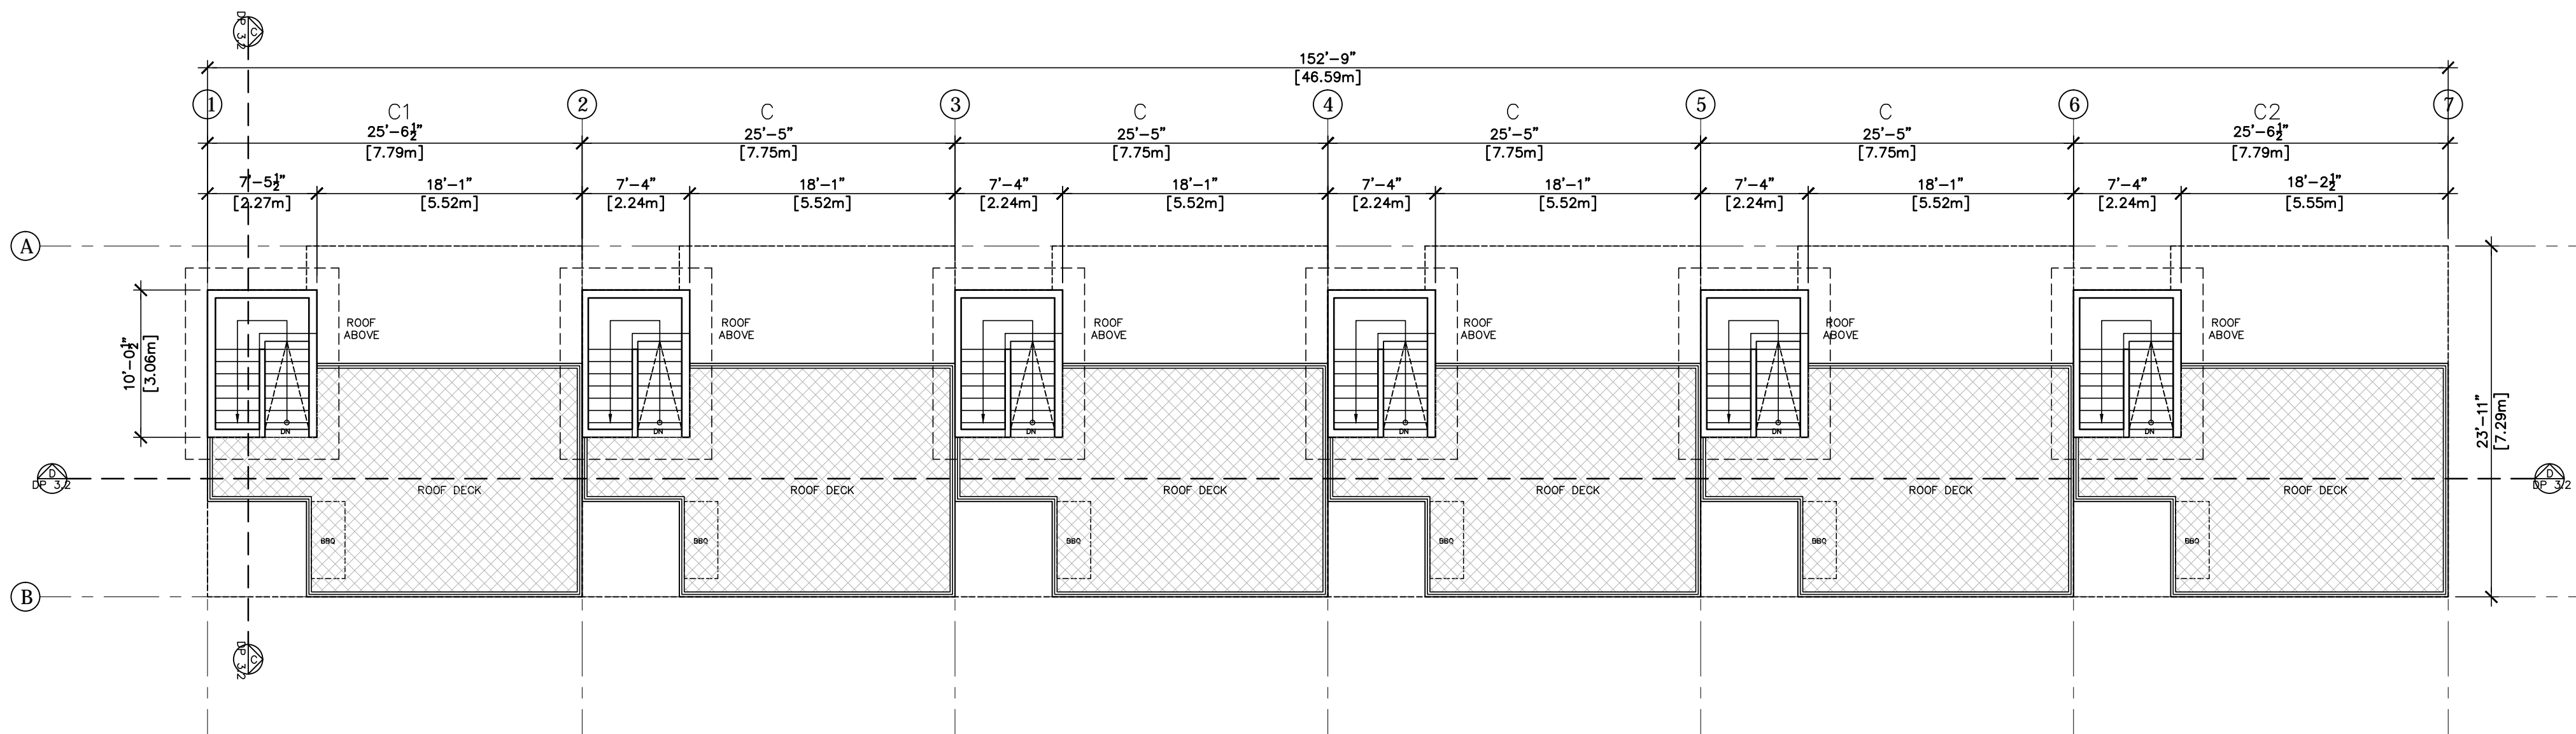 DP 3.2
C
152'-9"
[46.59m]
1
C1
2
C
3
C
4
C
5
C
6
C2
7
25'-6½"
25'-5"
25'-5"
25'-5"
25'-5"
25'-6½"
[7.79m]
[7.75m]
[7.75m]
[7.75m]
[7.75m]
[7.79m]
7'-5½"
18'-1"
7'-4"
18'-1"
7'-4"
18'-1"
7'-4"
18'-1"
7'-4"
18'-1"
7'-4"
18'-2½"
[2.27m]
[5.52m]
[2.24m]
[5.52m]
[2.24m]
[5.52m]
[2.24m]
[5.52m]
[2.24m]
[5.52m]
[2.24m]
[5.55m]
A
ROOF
ABOVE
ROOF
ABOVE
ROOF
ABOVE
ROOF
ABOVE
ROOF
ABOVE
ROOF
ABOVE
10'-0½"
[3.06m]
23'-11"
[7.29m]
DN
DN
DN
DN
DN
DN
D
DP 3.2
ROOF DECK
ROOF DECK
ROOF DECK
ROOF DECK
ROOF DECK
ROOF DECK
D
DP 3.2
BBQ
BBQ
BBQ
BBQ
BBQ
BBQ
B
DP 3.2
C